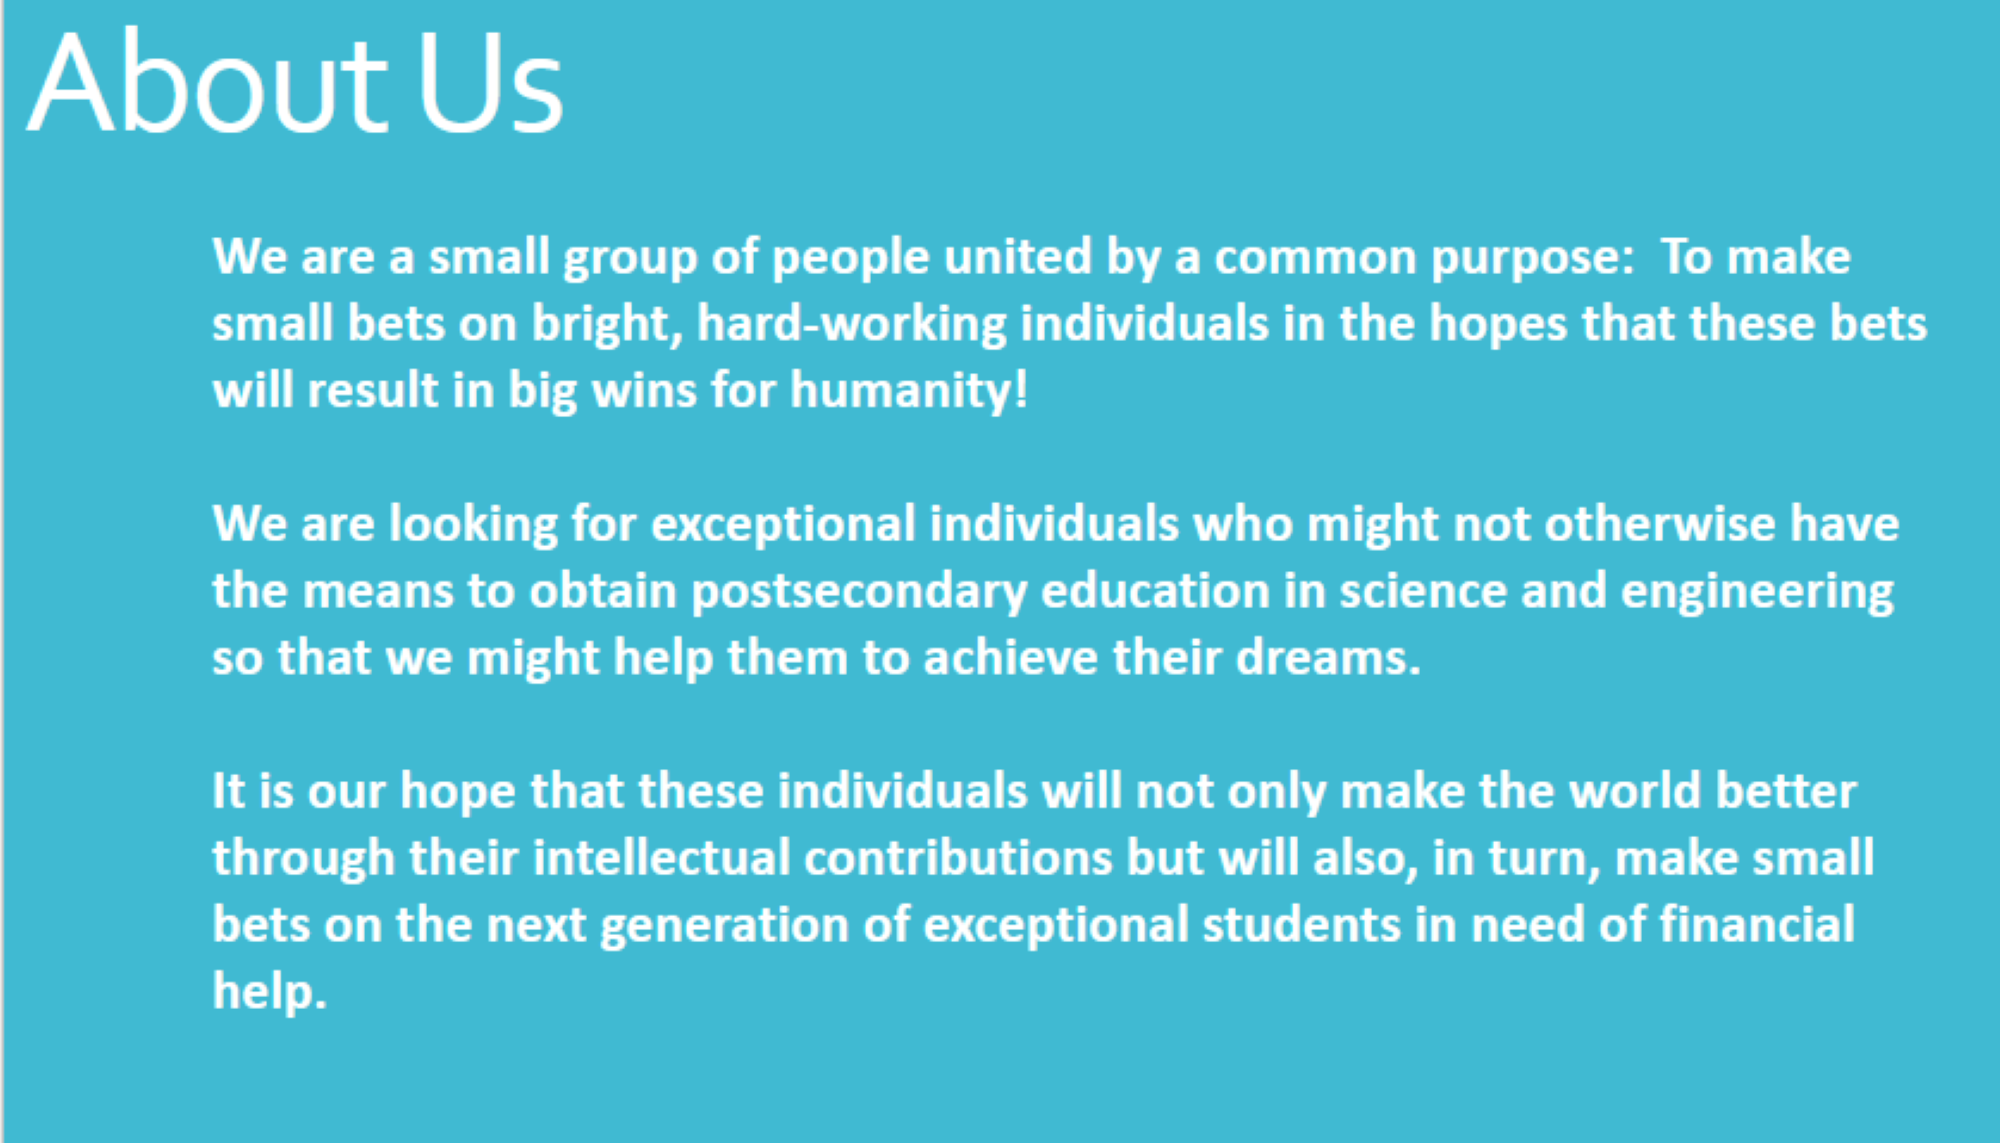 About Us
We are a small group of people united by a common purpose:  To make
small bets on bright, hard-working individuals in the hopes that these bets
will result in big wins for humanity!
We are looking for exceptional individuals who might not otherwise have
the means to obtain postsecondary education in science and engineering
so that we might help them to achieve their dreams.
It is our hope that these individuals will not only make the world better
through their intellectual contributions but will also, in turn, make small
bets on the next generation of exceptional students in need of financial
help.